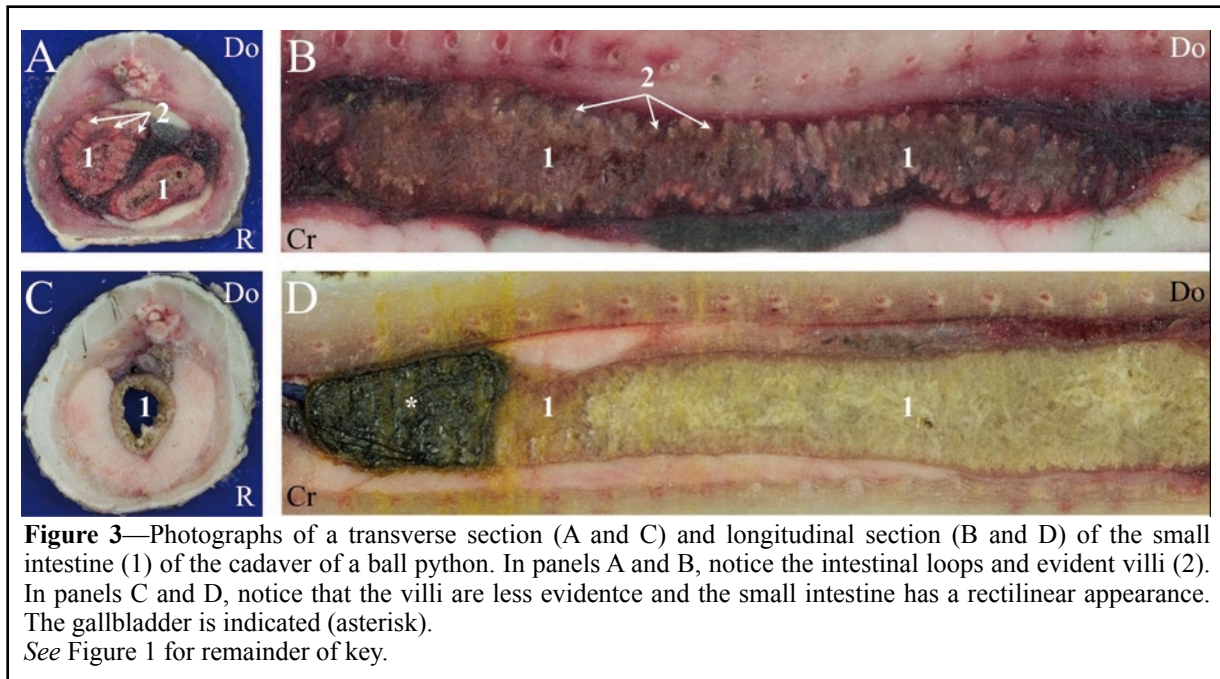 A
Do
2
1
1
R
B
Do
2
1
1
Cr
C
Do
1
R
D
Do
*
1
1
Cr
Figure 3—Photographs of a transverse section (A and C) and longitudinal section (B and D) of the small
intestine (1) of the cadaver of a ball python. In panels A and B, notice the intestinal loops and evident villi (2).
In panels C and D, notice that the villi are less evidentce and the small intestine has a rectilinear appearance.
The gallbladder is indicated (asterisk).
See Figure 1 for remainder of key.